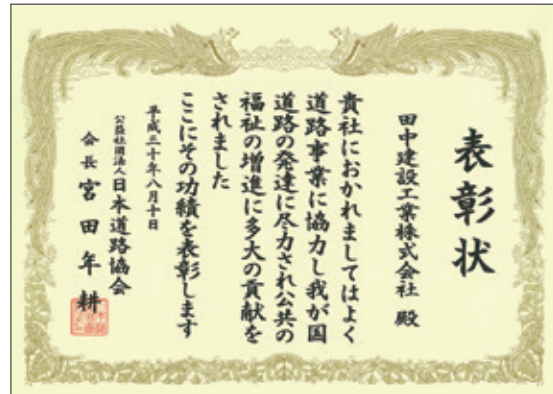 表彰状
田中建設工業株式会社 殿
貴社におかれましてはよく
道路事業に協力し我が国
道路の発達に尽力され公共の
福祉の増進に多大の貢献を
されました
ここにその功績を表彰します
平成三十年八月十日
公益社団法人 日本道路協会
会長 宮田年耕